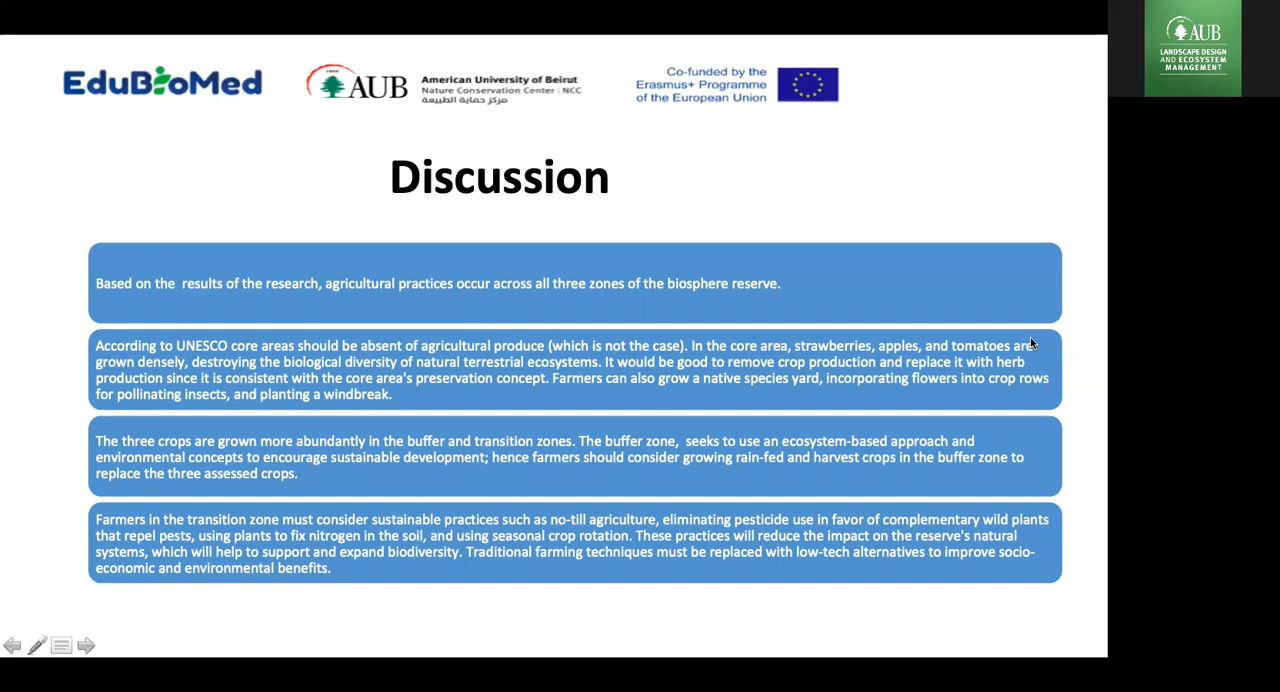 EduBioMed
AUB
American University of Beirut
Nature Conservation Center | NCC
مركز حماية الطبيعة
Co-funded by the
Erasmus+ Programme
of the European Union
AUB
LANDSCAPE DESIGN
AND ECOSYSTEM
MANAGEMENT
Discussion
Based on the results of the research, agricultural practices occur across all three zones of the biosphere reserve.
According to UNESCO core areas should be absent of agricultural produce (which is not the case). In the core area, strawberries, apples, and tomatoes are
grown densely, destroying the biological diversity of natural terrestrial ecosystems. It would be good to remove crop production and replace it with herb
production since it is consistent with the core area's preservation concept. Farmers can also grow a native species yard, incorporating flowers into crop rows
for pollinating insects, and planting a windbreak.
The three crops are grown more abundantly in the buffer and transition zones. The buffer zone, seeks to use an ecosystem-based approach and
environmental concepts to encourage sustainable development; hence farmers should consider growing rain-fed and harvest crops in the buffer zone to
replace the three assessed crops.
Farmers in the transition zone must consider sustainable practices such as no-till agriculture, eliminating pesticide use in favor of complementary wild plants
that repel pests, using plants to fix nitrogen in the soil, and using seasonal crop rotation. These practices will reduce the impact on the reserve's natural
systems, which will help to support and expand biodiversity. Traditional farming techniques must be replaced with low-tech alternatives to improve socio-
economic and environmental benefits.